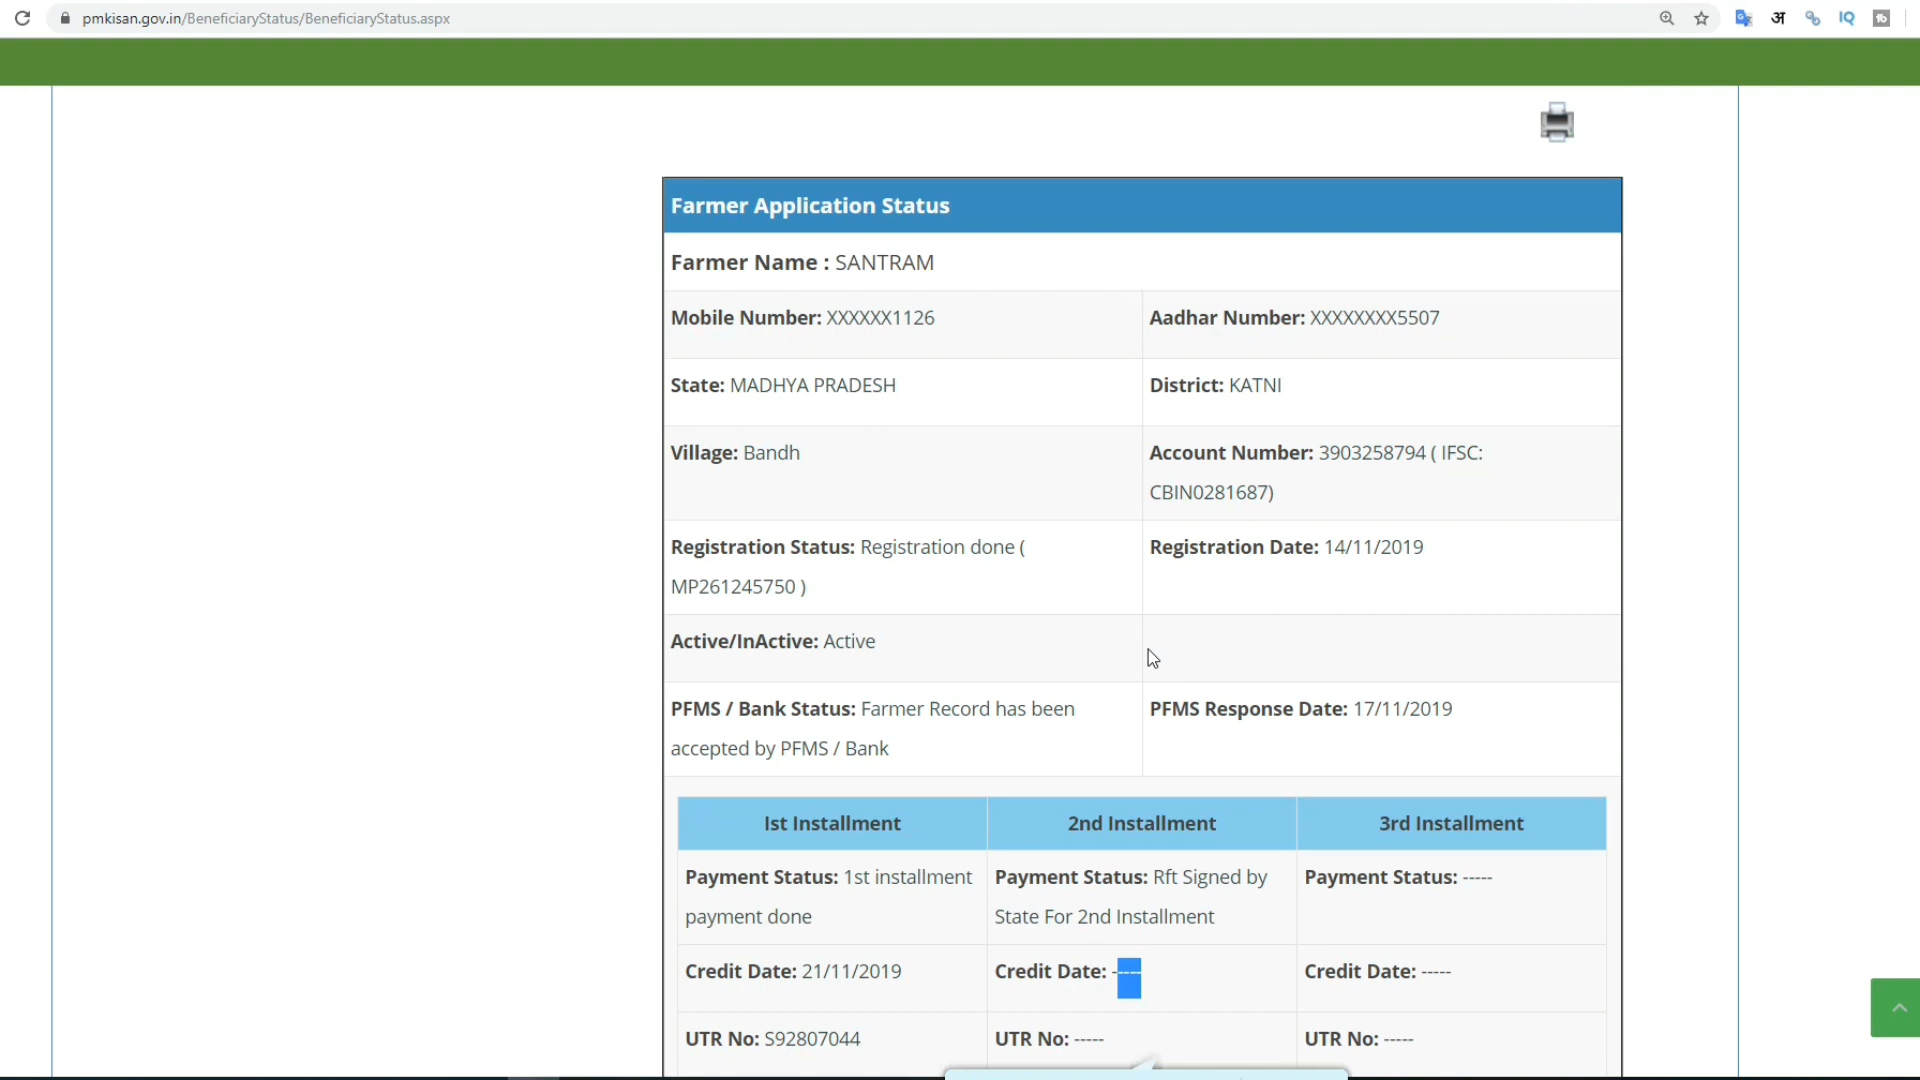 pmkisan.gov.in/BeneficiaryStatus/BeneficiaryStatus.aspx
अ
IQ
Farmer Application Status
Farmer Name : SANTRAM
Mobile Number: XXXXXX1126
Aadhar Number: XXXXXXXX5507
State: MADHYA PRADESH
District: KATNI
Village: Bandh
Account Number: 3903258794 ( IFSC:
CBIN0281687)
Registration Status: Registration done (
MP261245750 )
Registration Date: 14/11/2019
Active/InActive: Active
PFMS / Bank Status: Farmer Record has been
accepted by PFMS / Bank
PFMS Response Date: 17/11/2019
Ist Installment
2nd Installment
3rd Installment
Payment Status: 1st installment
payment done
Payment Status: Rft Signed by
State For 2nd Installment
Payment Status: -----
Credit Date: 21/11/2019
Credit Date: -----
Credit Date: -----
UTR No: S92807044
UTR No: -----
UTR No: -----